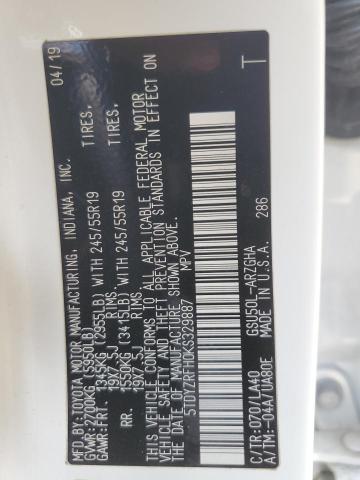 MFD.BY:TOYOTA MOTOR MANUFACTURING, INDIANA, INC. 04/19
GVWR:2700KG (5950LB)
GAWR:FRT. 1345KG (2955LB) WITH 245/55R19 TIRES,
19X7.5J RIMS
RR. 1550KG (3415LB) WITH 245/55R19 TIRES,
19X7.5J RIMS
THIS VEHICLE CONFORMS TO ALL APPLICABLE FEDERAL MOTOR
VEHICLE SAFETY AND THEFT PREVENTION STANDARDS IN EFFECT ON
THE DATE OF MANUFACTURE SHOWN ABOVE.
5TDYZRFH0KS329887 MPV
C/TR:070/LA40 GSU50L-ARZGHA T
A/TM:-04A/UA80E MADE IN U.S.A. 286